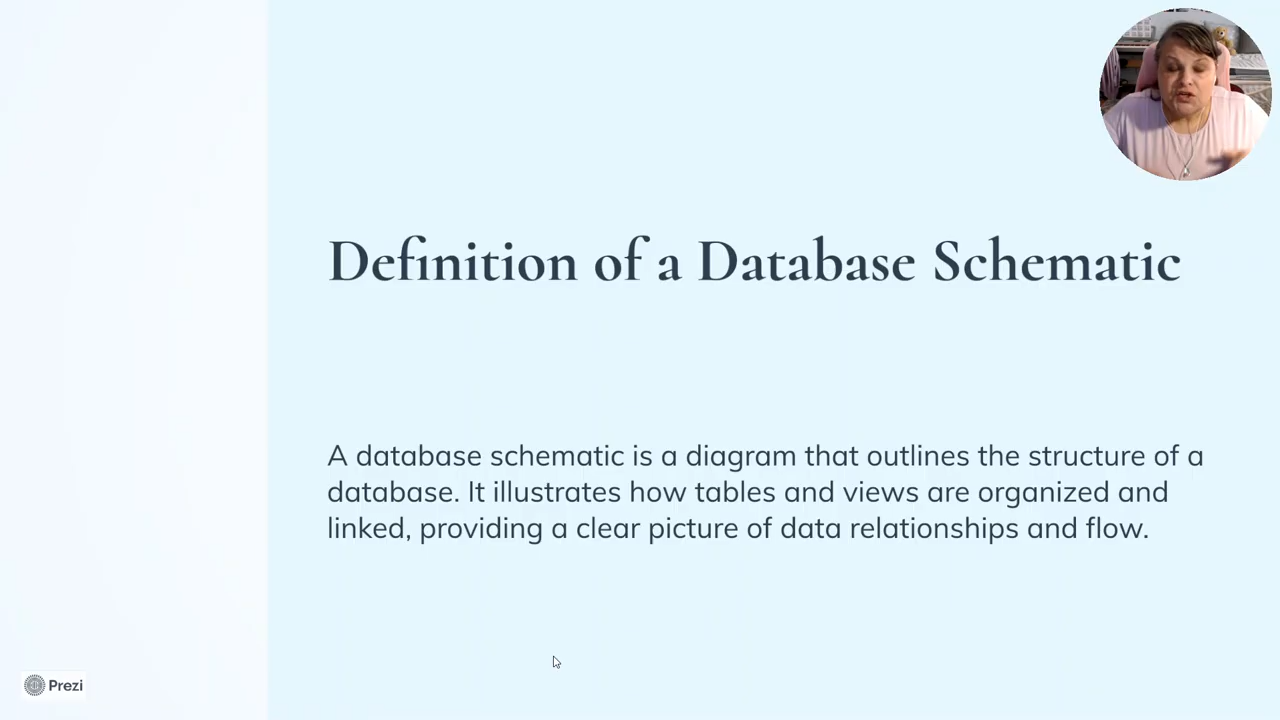 Definition of a Database Schematic
A database schematic is a diagram that outlines the structure of a
database. It illustrates how tables and views are organized and
linked, providing a clear picture of data relationships and flow.
Prezi